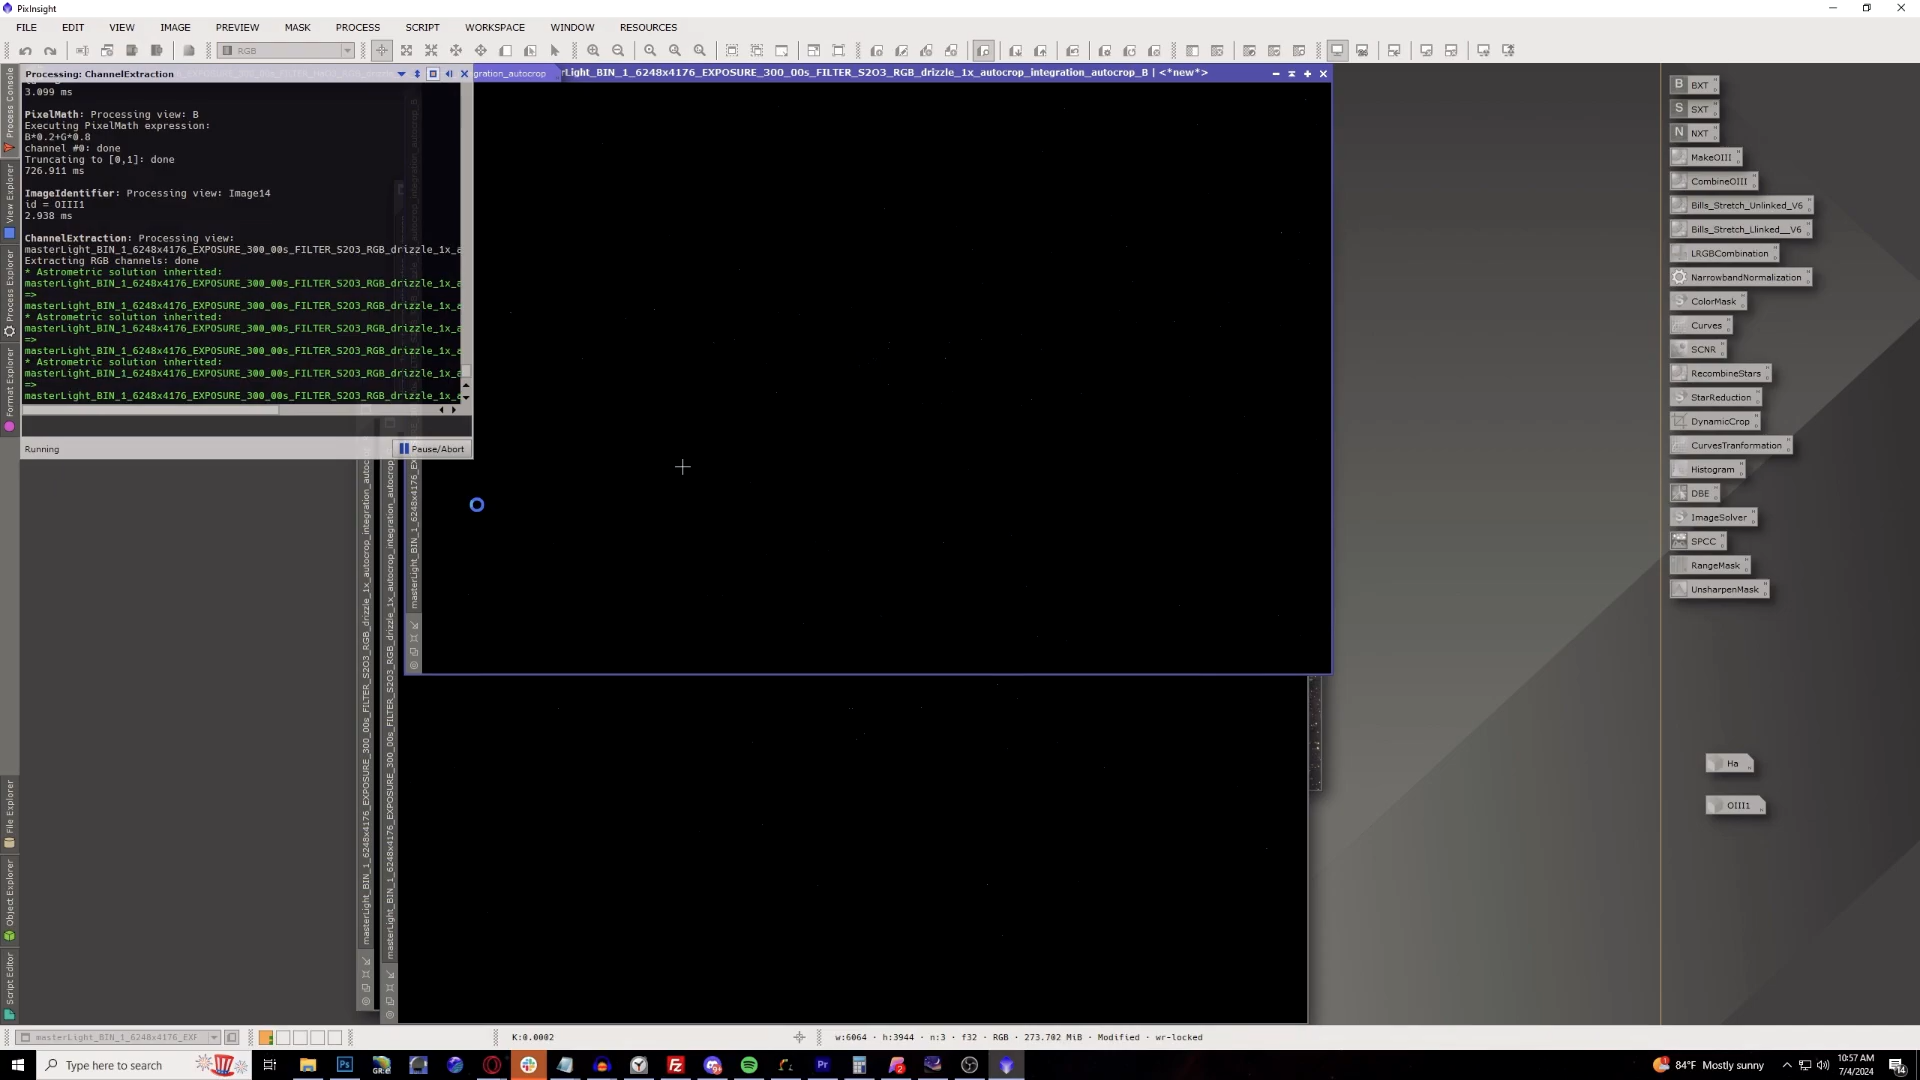 PixInsight
FILE EDIT VIEW IMAGE PREVIEW MASK PROCESS SCRIPT WORKSPACE WINDOW RESOURCES
RGB
Processing: ChannelExtraction
gration_autocrop
rLight_BIN_1_6248x4176_EXPOSURE_300_00s_FILTER_S2O3_RGB_drizzle_1x_autocrop_integration_autocrop_B | <*new*>
3.099 ms
PixelMath: Processing view: B
Executing PixelMath expression:
B*0.2+G*0.8
channel #0: done
Truncating to [0,1]: done
726.911 ms
ImageIdentifier: Processing view: Image14
id = OIII1
2.938 ms
ChannelExtraction: Processing view:
masterLight_BIN_1_6248x4176_EXPOSURE_300_00s_FILTER_S2O3_RGB_drizzle_1x_a
Extracting RGB channels: done
* Astrometric solution inherited:
masterLight_BIN_1_6248x4176_EXPOSURE_300_00s_FILTER_S2O3_RGB_drizzle_1x_a
=>
masterLight_BIN_1_6248x4176_EXPOSURE_300_00s_FILTER_S2O3_RGB_drizzle_1x_a
* Astrometric solution inherited:
masterLight_BIN_1_6248x4176_EXPOSURE_300_00s_FILTER_S2O3_RGB_drizzle_1x_a
=>
masterLight_BIN_1_6248x4176_EXPOSURE_300_00s_FILTER_S2O3_RGB_drizzle_1x_a
* Astrometric solution inherited:
masterLight_BIN_1_6248x4176_EXPOSURE_300_00s_FILTER_S2O3_RGB_drizzle_1x_a
=>
masterLight_BIN_1_6248x4176_EXPOSURE_300_00s_FILTER_S2O3_RGB_drizzle_1x_a
Running
Pause/Abort
Process Console
View Explorer
Process Explorer
Format Explorer
File Explorer
Object Explorer
Script Editor
masterLight_BIN_1_6248x4176_EXPOSURE_300_00s_FILTER_S2O3_RGB_drizzle_1x_autocrop_integration_autoc
masterLight_BIN_1_6248x4176_EXPOSURE_300_00s_FILTER_S2O3_RGB_drizzle_1x_autocrop_integration_autocrop
masterLight_BIN_1_6248x4176_EX
B BXT
S SXT
N NXT
MakeOIII
CombineOIII
Bills_Stretch_Unlinked_V6
Bills_Stretch_Llinked__V6
LRGBCombination
NarrowbandNormalization
ColorMask
Curves
SCNR
RecombineStars
StarReduction
DynamicCrop
CurvesTranformation
Histogram
DBE
ImageSolver
SPCC
RangeMask
UnsharpenMask
Ha
OIII1
masterLight_BIN_1_6248x4176_EXF
K:0.0002
w:6064 · h:3944 · n:3 · f32 · RGB · 273.702 MiB · Modified · wr-locked
Type here to search
84°F Mostly sunny
10:57 AM
7/4/2024
14